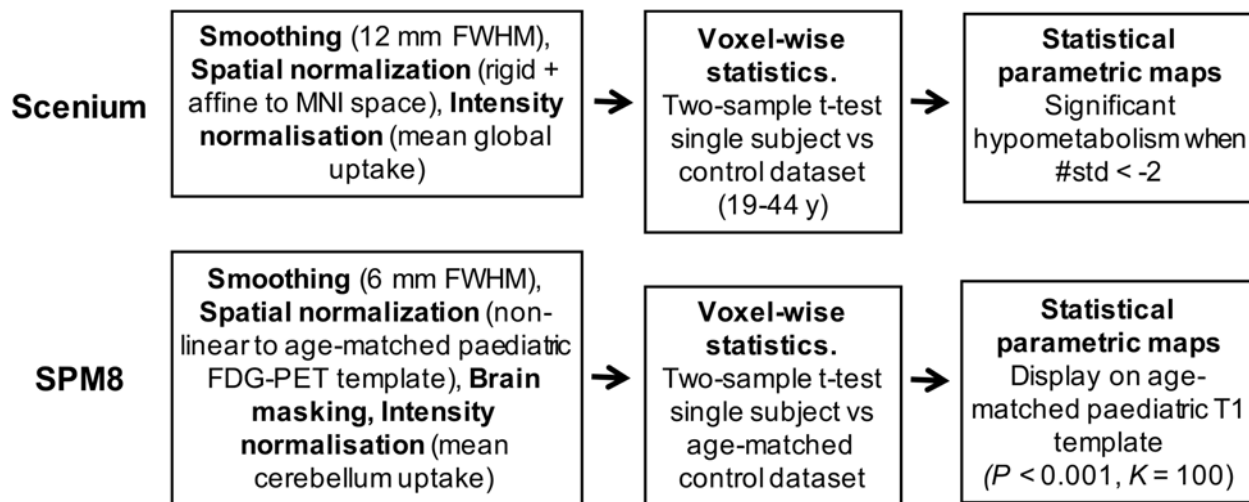 Scenium
Smoothing (12 mm FWHM),
Spatial normalization (rigid +
affine to MNI space), Intensity
normalisation (mean global
uptake)
Voxel-wise
statistics.
Two-sample t-test
single subject vs
control dataset
(19-44 y)
Statistical
parametric maps
Significant
hypometabolism when
#std < -2
SPM8
Smoothing (6 mm FWHM),
Spatial normalization (non-
linear to age-matched paediatric
FDG-PET template), Brain
masking, Intensity
normalisation (mean
cerebellum uptake)
Voxel-wise
statistics.
Two-sample t-test
single subject vs
age-matched
control dataset
Statistical
parametric maps
Display on age-
matched paediatric T1
template
(P < 0.001, K = 100)